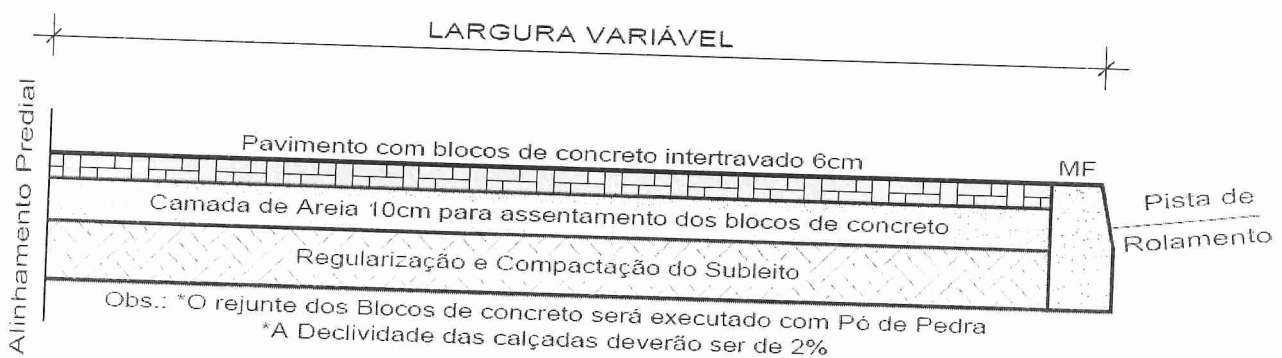 LARGURA VARIÁVEL
Alinhamento Predial
Pavimento com blocos de concreto intertravado 6cm
MF
Camada de Areia 10cm para assentamento dos blocos de concreto
Pista de
Rolamento
Regularização e Compactação do Subleito
Obs.: *O rejunte dos Blocos de concreto será executado com Pó de Pedra
*A Declividade das calçadas deverão ser de 2%